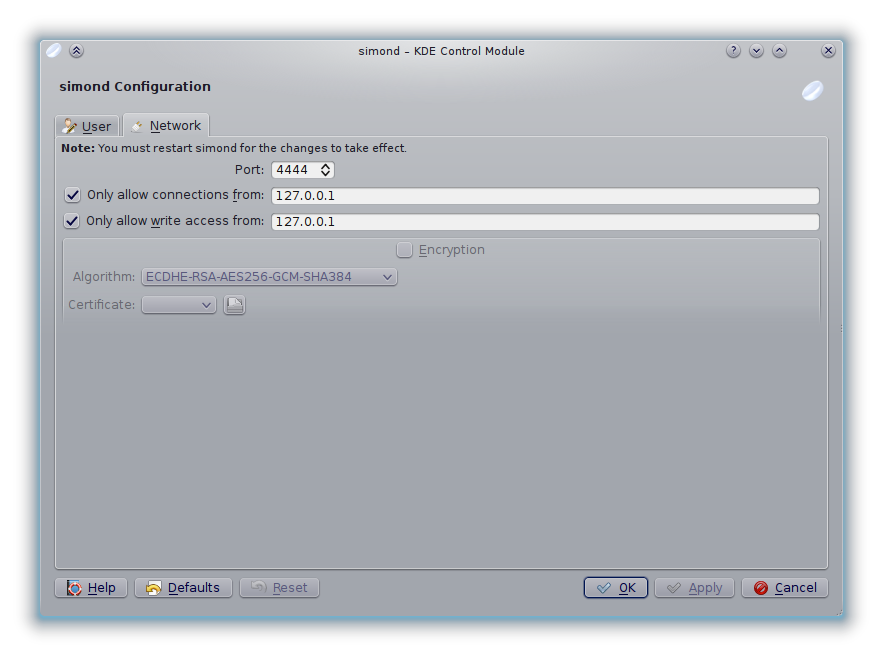 simond – KDE Control Module
simond Configuration
User Network
Note: You must restart simond for the changes to take effect.
Port: 4444
Only allow connections from: 127.0.0.1
Only allow write access from: 127.0.0.1
Encryption
Algorithm: ECDHE-RSA-AES256-GCM-SHA384
Certificate:
Help Defaults Reset OK Apply Cancel